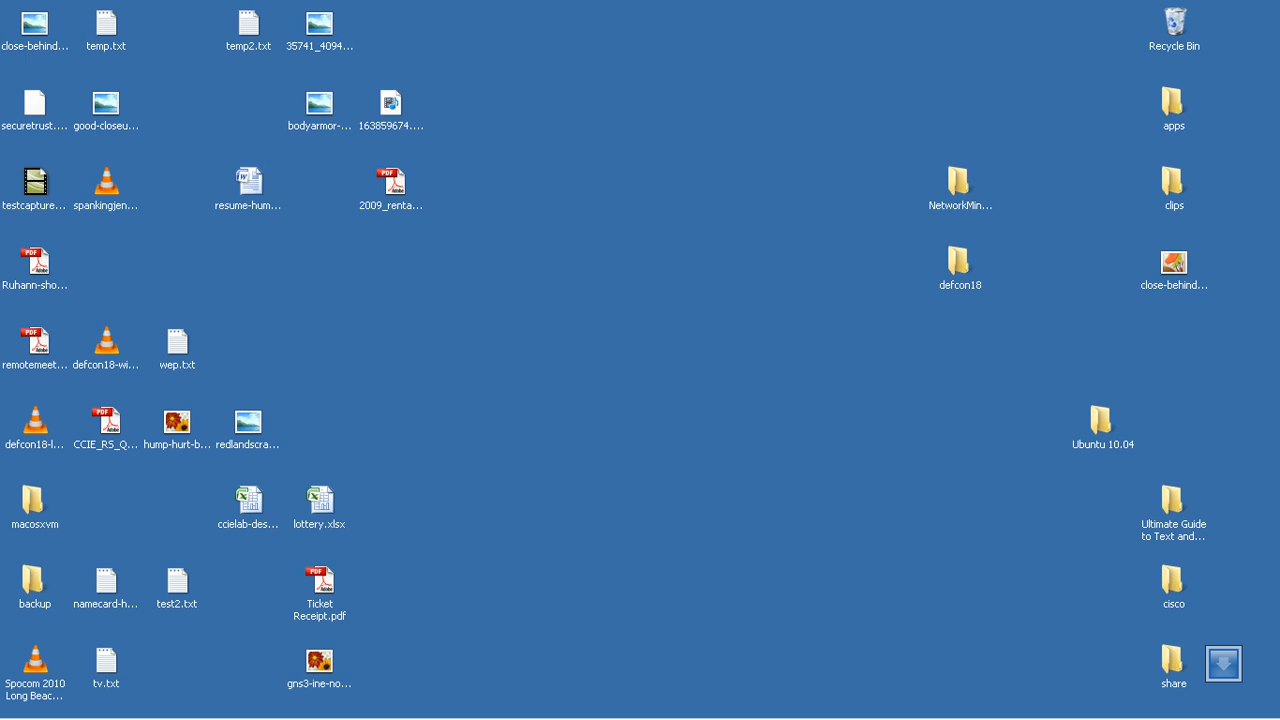 close-behind...
temp.txt
temp2.txt
35741_4094...
Recycle Bin
securetrust....
good-closeu...
bodyarmor-...
163859674....
apps
testcapture...
spankingjen...
resume-hum...
2009_renta...
NetworkMin...
clips
Ruhann-sho...
defcon18
close-behind...
remotemeet...
defcon18-wi...
wep.txt
defcon18-l...
CCIE_RS_Q...
hump-hurt-b...
redlandscra...
Ubuntu 10.04
macosxvm
ccielab-des...
lottery.xlsx
Ultimate Guide
to Text and...
backup
namecard-h...
test2.txt
Ticket
Receipt.pdf
cisco
Spocom 2010
Long Beac...
tv.txt
gns3-ine-no...
share